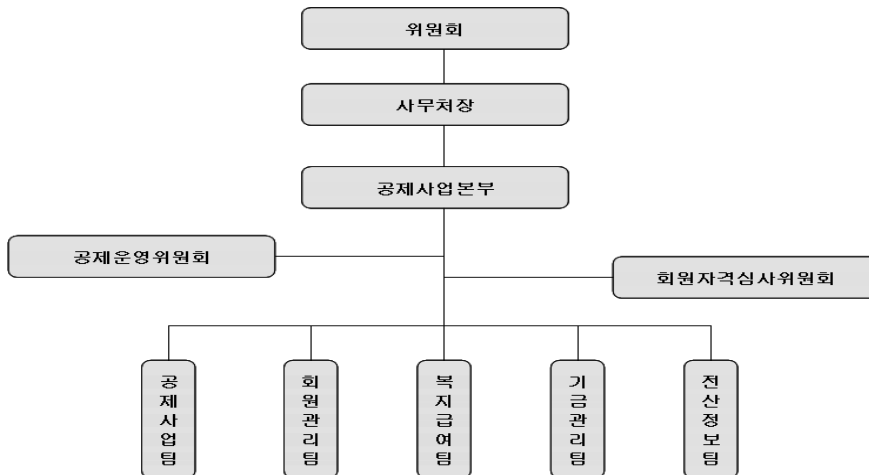 위원회
사무처장
공제사업본부
공제운영위원회
회원자격심사위원회
공제사업팀
회원관리팀
복지급여팀
기금관리팀
전산정보팀